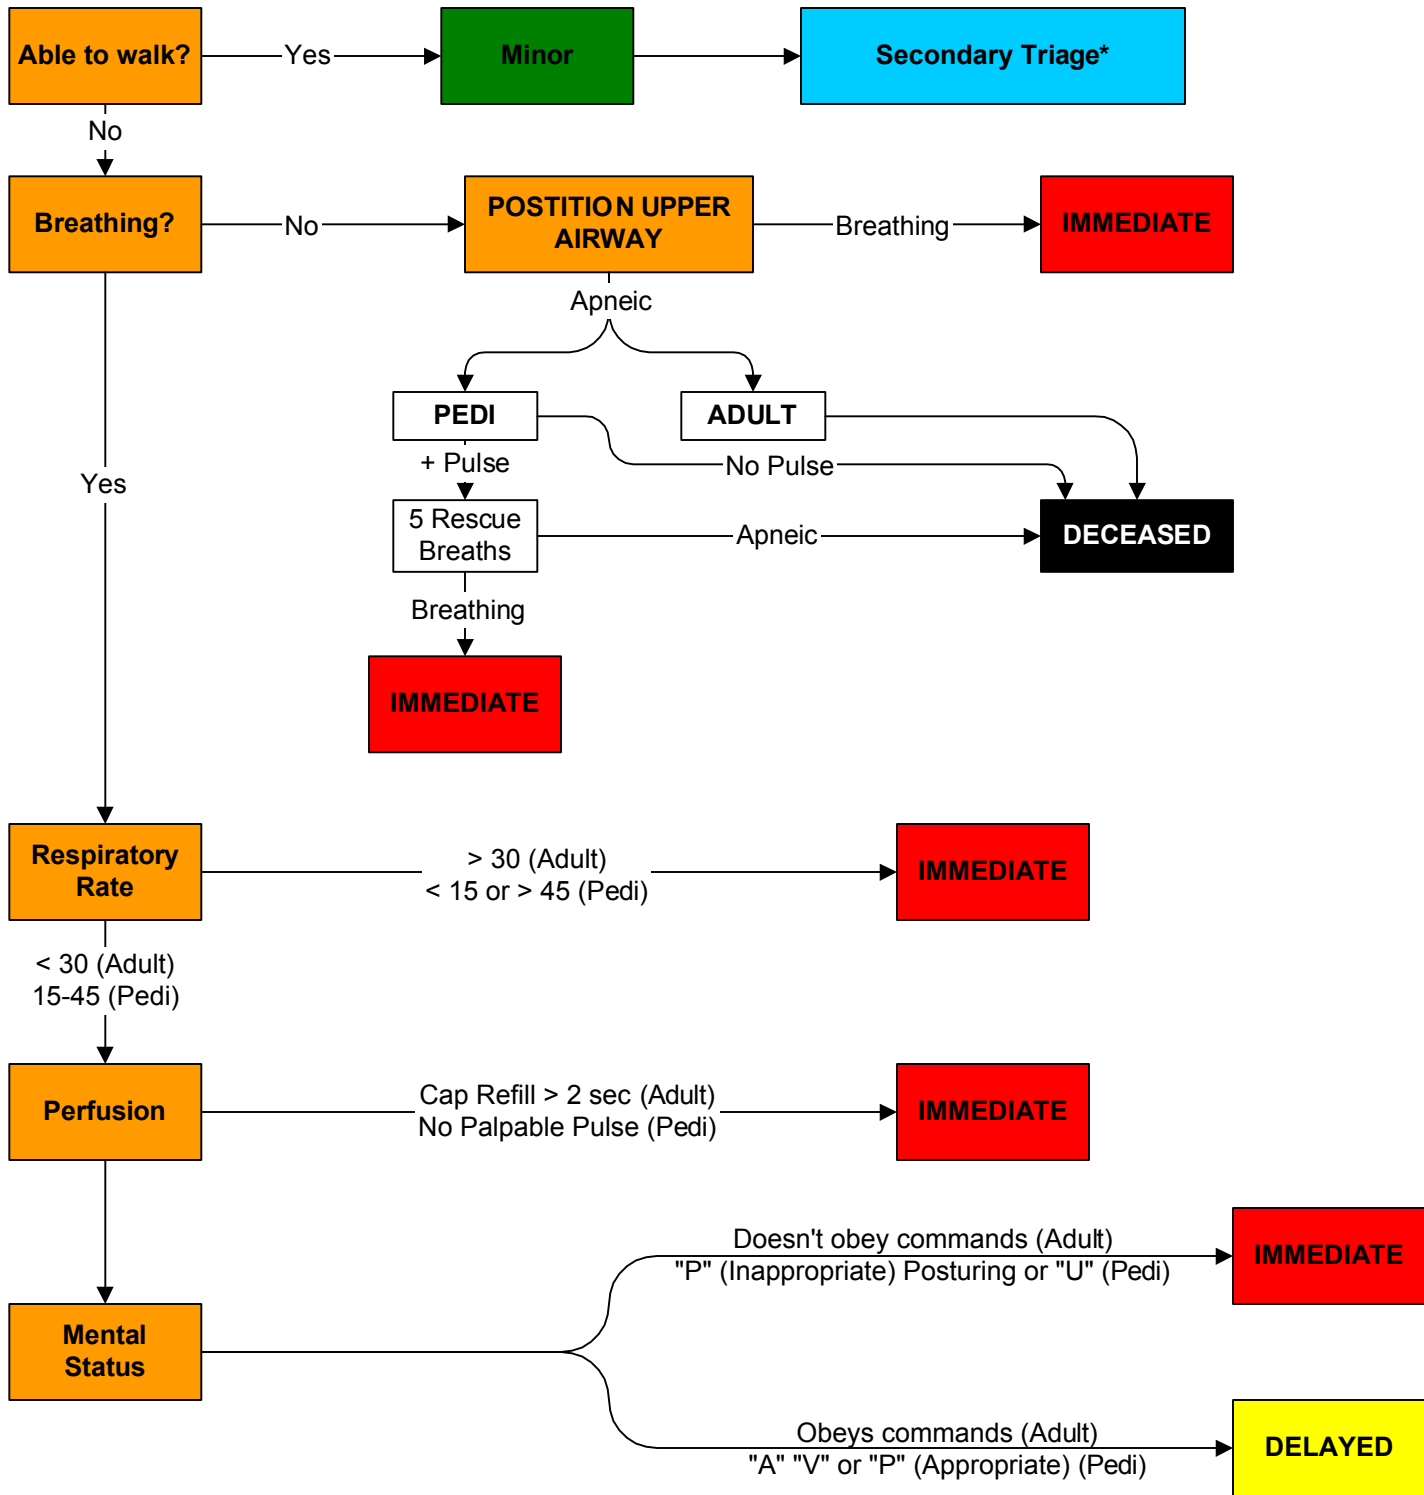 Able to walk?
Yes
Minor
Secondary Triage*
No
Breathing?
No
POSTITION UPPER
AIRWAY
Breathing
IMMEDIATE
Apneic
PEDI
ADULT
+ Pulse
No Pulse
Yes
5 Rescue
Breaths
Apneic
DECEASED
Breathing
IMMEDIATE
Respiratory
Rate
> 30 (Adult)
< 15 or > 45 (Pedi)
IMMEDIATE
< 30 (Adult)
15-45 (Pedi)
Perfusion
Cap Refill > 2 sec (Adult)
No Palpable Pulse (Pedi)
IMMEDIATE
Mental
Status
Doesn't obey commands (Adult)
"P" (Inappropriate) Posturing or "U" (Pedi)
IMMEDIATE
Obeys commands (Adult)
"A" "V" or "P" (Appropriate) (Pedi)
DELAYED